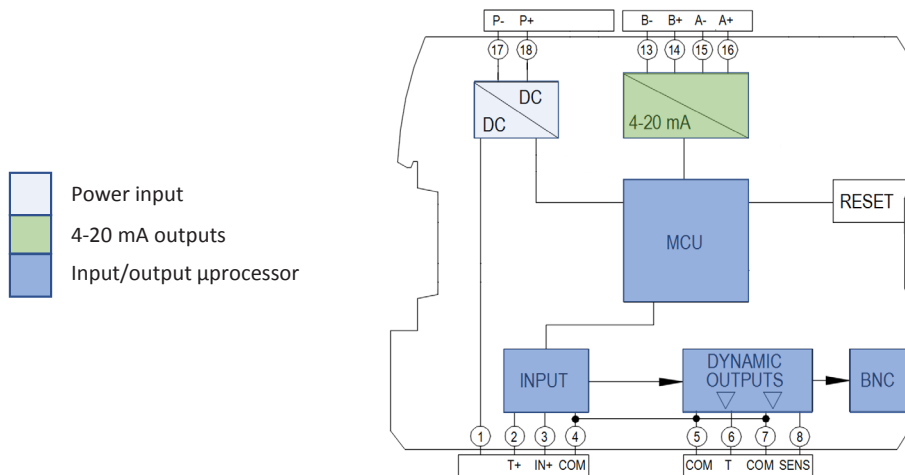 P- P+ B- B+ A- A+
17 18 13 14 15 16
DC
DC
4-20 mA
Power input
4-20 mA outputs
Input/output µprocessor
RESET
MCU
INPUT
DYNAMIC
OUTPUTS
BNC
1 2 3 4 5 6 7 8
T+ IN+ COM COM T COM SENS